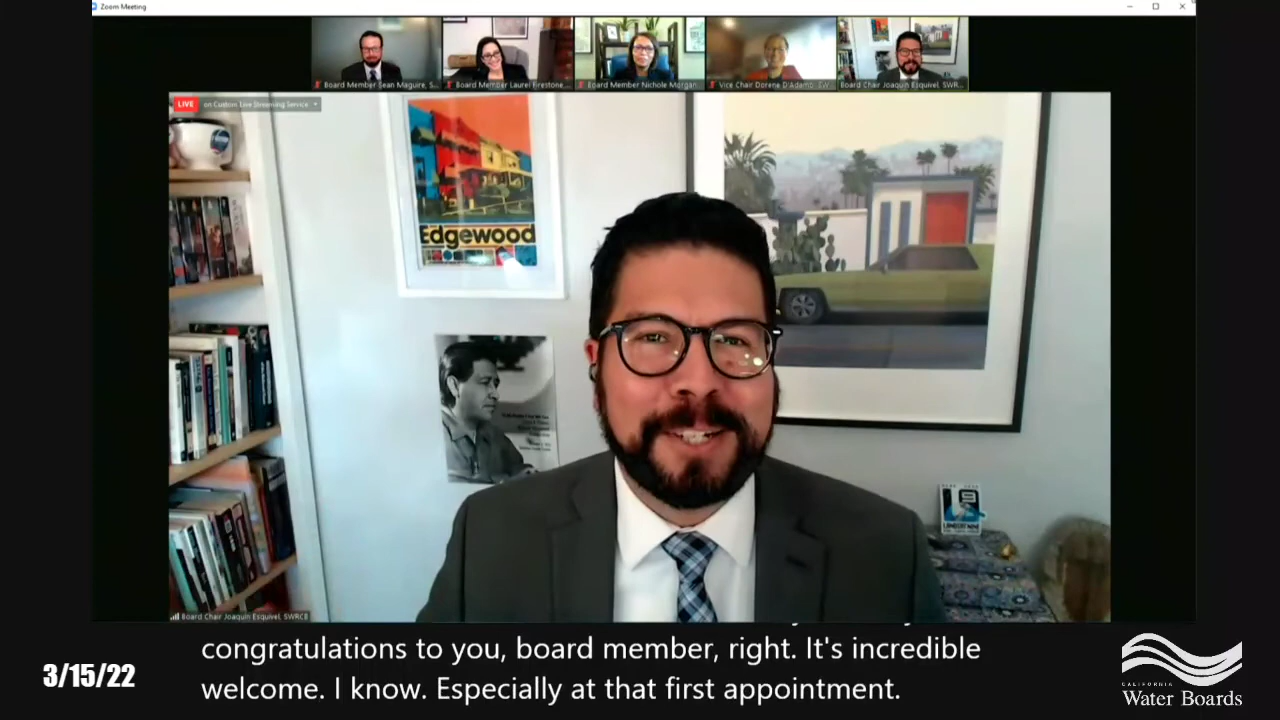 Zoom Meeting
Board Member Sean Maguire, S...
Board Member Laurel Firestone...
Board Member Nichole Morgan
Vice Chair Dorene D'Adamo, SW...
Board Chair Joaquin Esquivel, SWR...
LIVE on Custom Live Streaming Service
Edgewood
19
Board Chair Joaquin Esquivel, SWRCB
congratulations to you, board member, right. It's incredible
welcome. I know. Especially at that first appointment.
3/15/22
CALIFORNIA
Water Boards